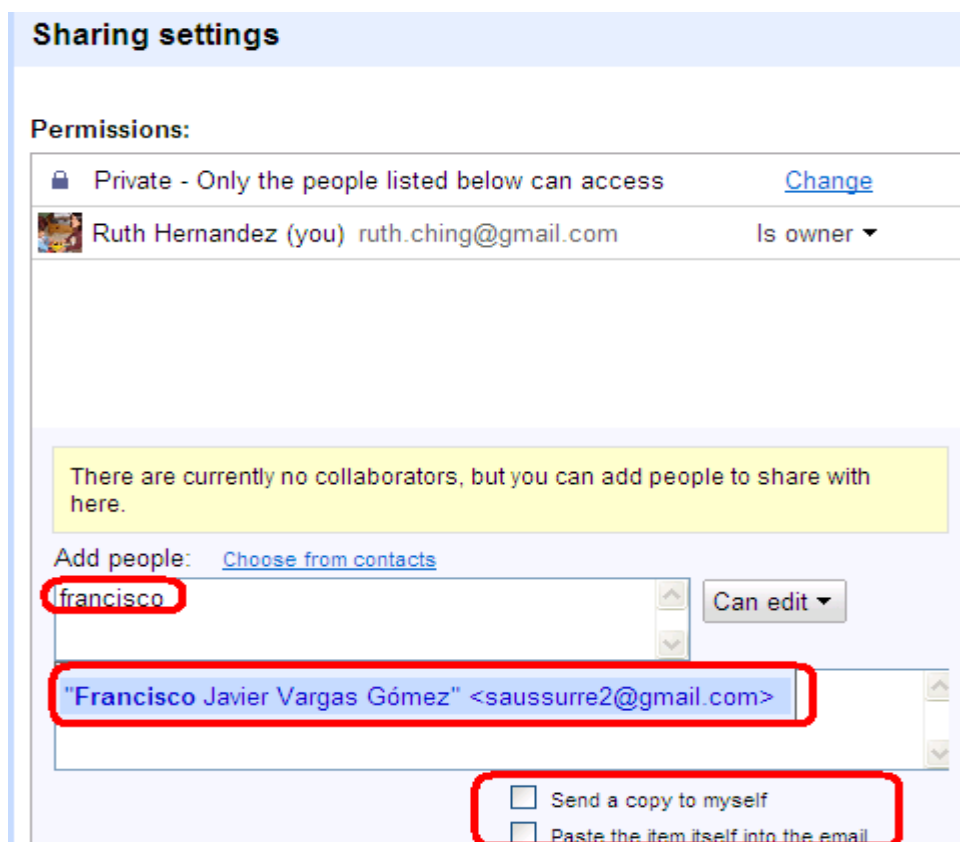 Sharing settings
Permissions:
Private - Only the people listed below can access Change
Ruth Hernandez (you) ruth.ching@gmail.com Is owner
There are currently no collaborators, but you can add people to share with
here.
Add people: Choose from contacts
francisco Can edit
"Francisco Javier Vargas Gómez" <saussurre2@gmail.com>
Send a copy to myself
Paste the item itself into the email